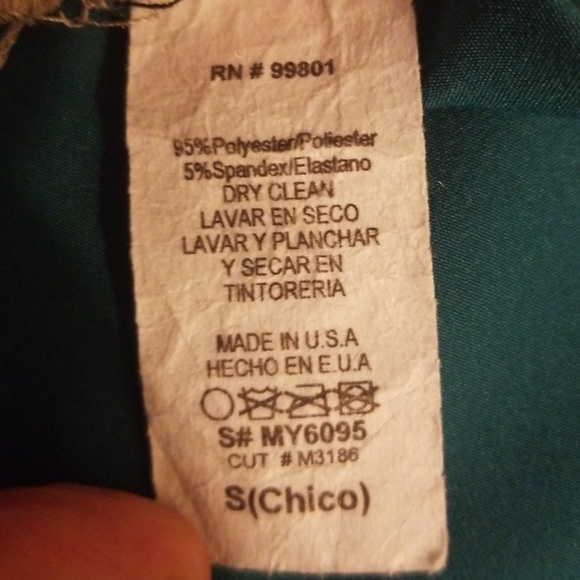 RN # 99801
95%Polyester/Poliester
5%Spandex/Elastano
DRY CLEAN
LAVAR EN SECO
LAVAR Y PLANCHAR
Y SECAR EN
TINTORERIA
MADE IN U.S.A
HECHO EN E.U.A
S# MY6095
CUT # M3186
S(Chico)